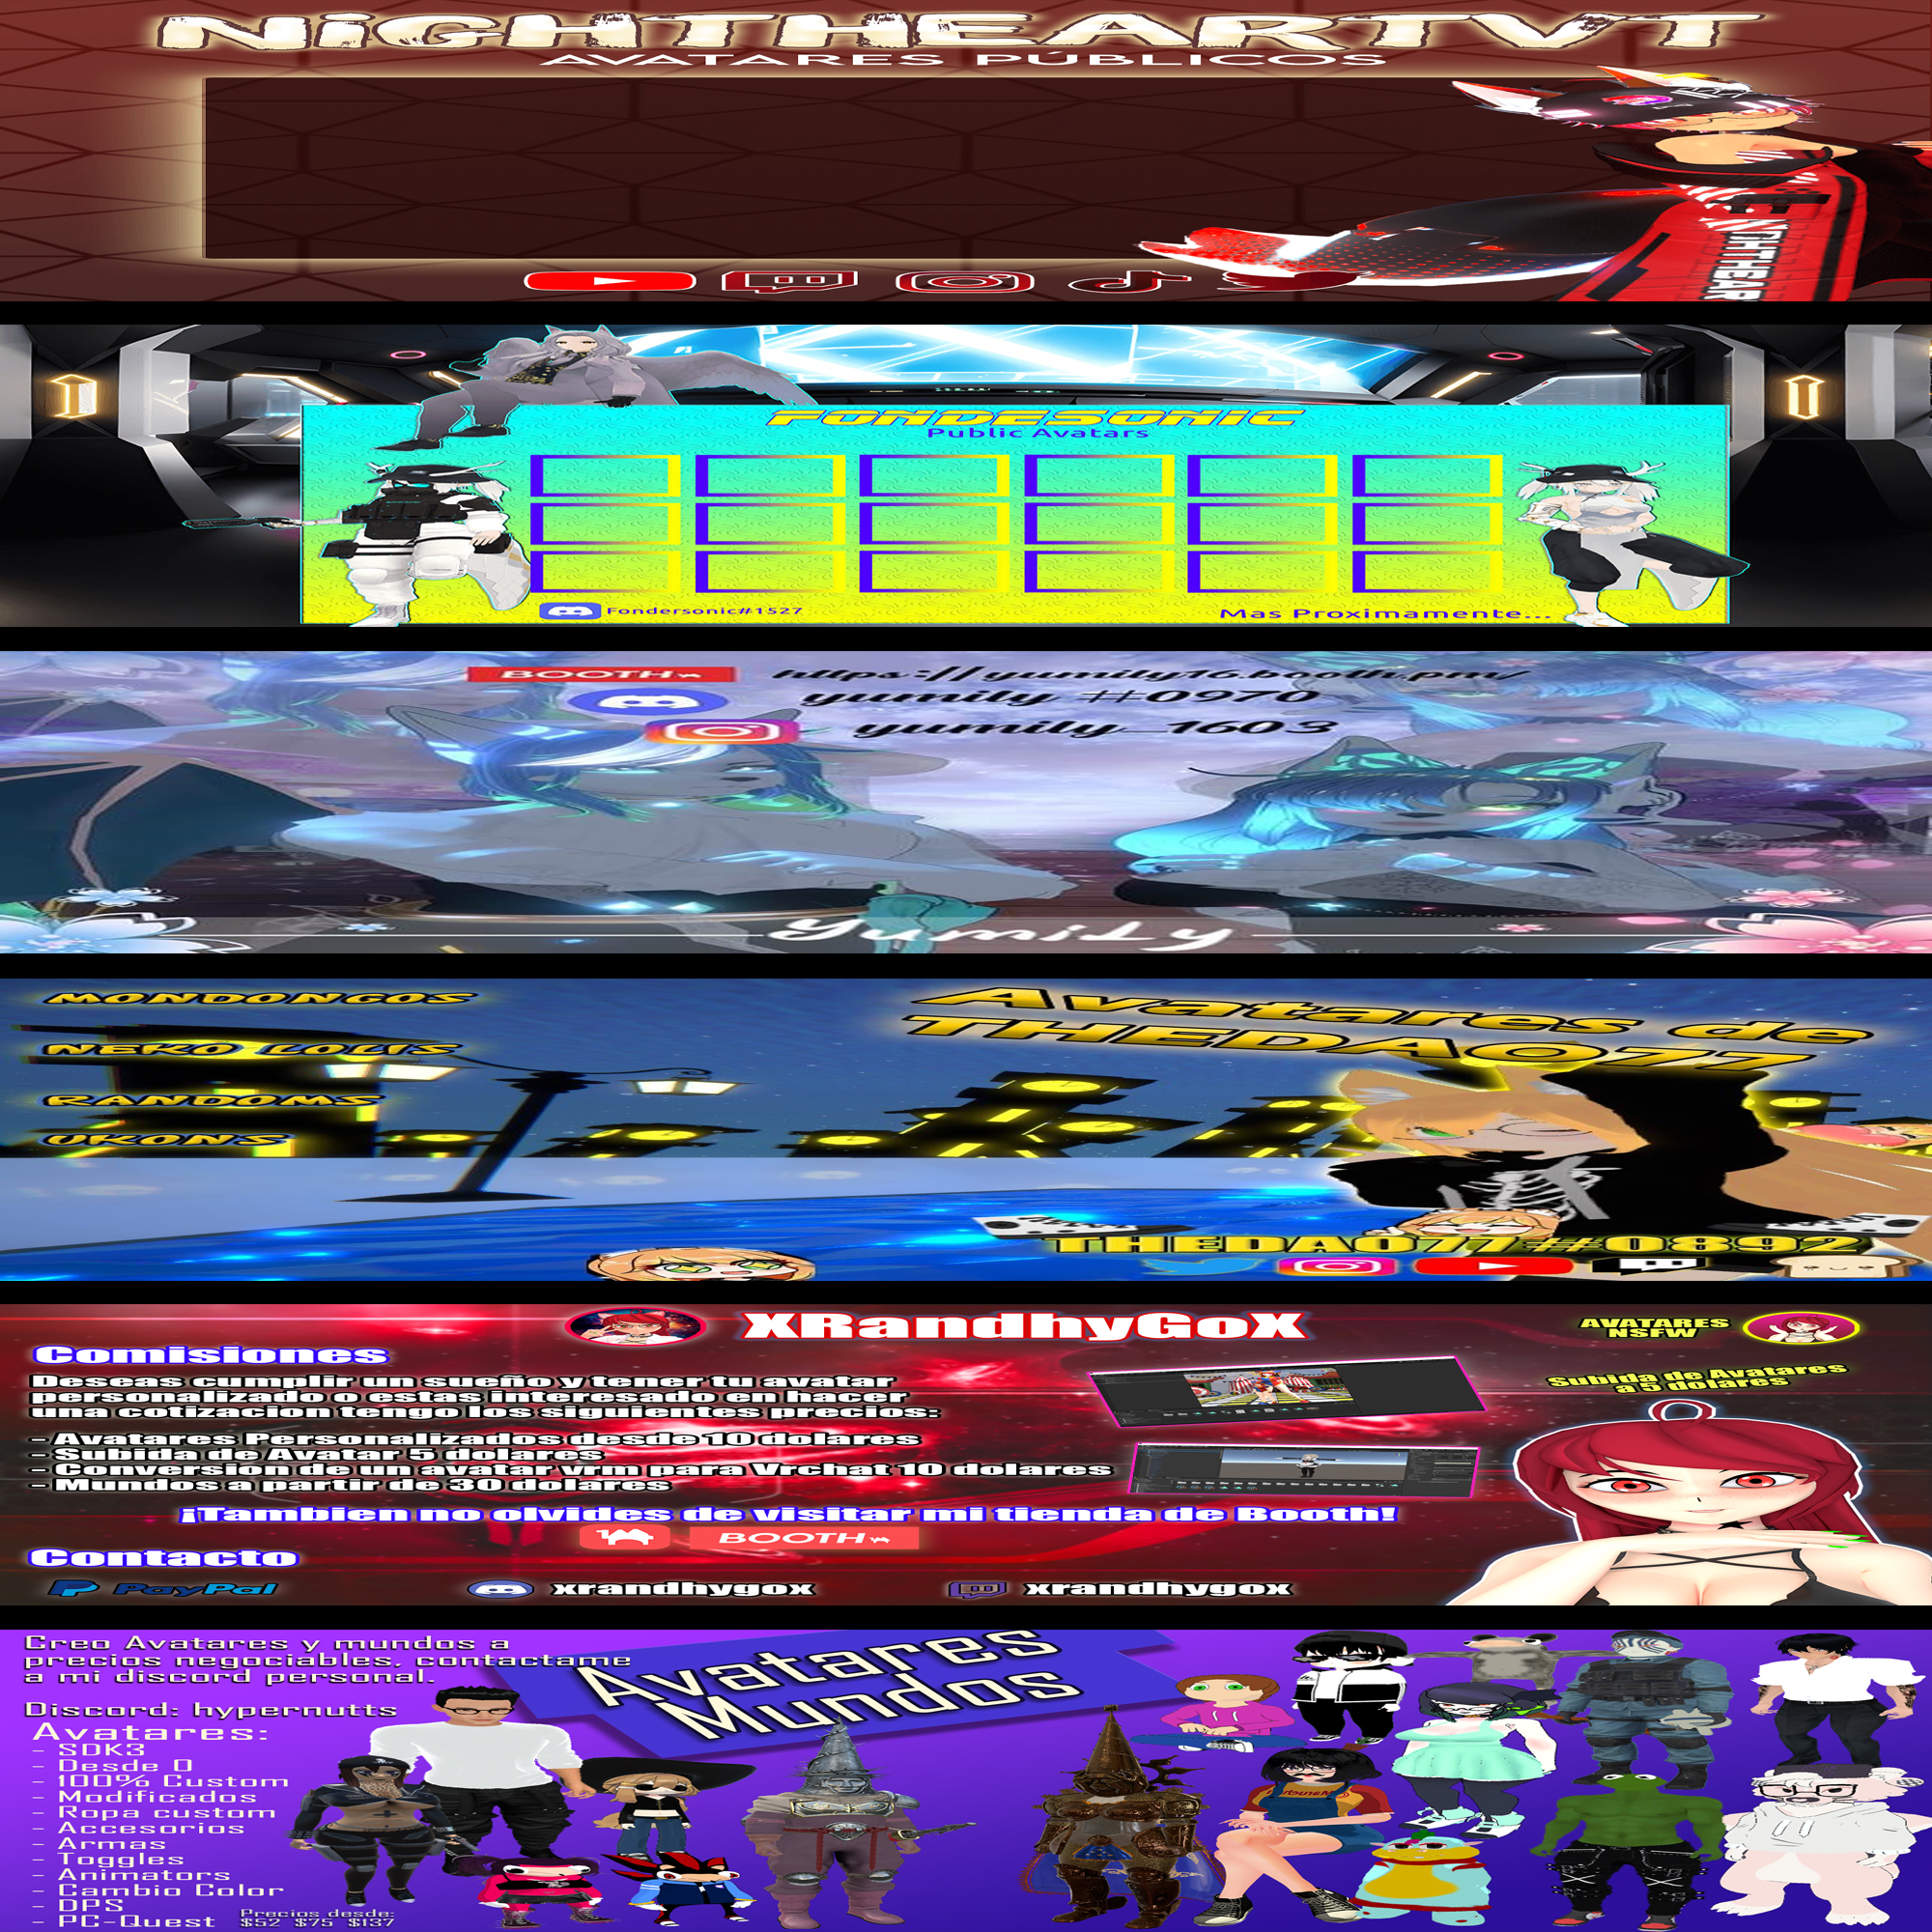 NiGHTHEARTVT
AVATARES PÚBLICOS
NiTHTHEAR
FONDESONIC
Public Avatars
Fondersonic#1527
Mas Proximamente...
BOOTH
https://yumily16.booth.pm/
yumily #0970
yumily_1603
YumiLy
MONDONGOS
NEKO LOLIS
RANDOMS
UKONS
Avatares de
THEDAO77
THEDAO77#0892
XRandhyGoX
AVATARES
NSFW
Comisiones
Subida de Avatares
a 5 dolares
Deseas cumplir un sueño y tener tu avatar
personalizado o estas interesado en hacer
una cotizacion tengo los siguientes precios:
- Avatares Personalizados desde 10 dolares
- Subida de Avatar 5 dolares
- Conversion de un avatar vrm para Vrchat 10 dolares
- Mundos a partir de 30 dolares
¡Tambien no olvides de visitar mi tienda de Booth!
BOOTH
Contacto
PayPal
xrandhygox
xrandhygox
Creo Avatares y mundos a
precios negociables, contactame
a mi discord personal.
Avatares
Mundos
Discord: hypernutts
Avatares:
- SDK3
- Desde 0
- 100% Custom
- Modificados
- Ropa custom
- Accesorios
- Armas
- Toggles
- Animators
- Cambio Color
- DPS
- PC-Quest
Precios desde:
$52 $75 $137